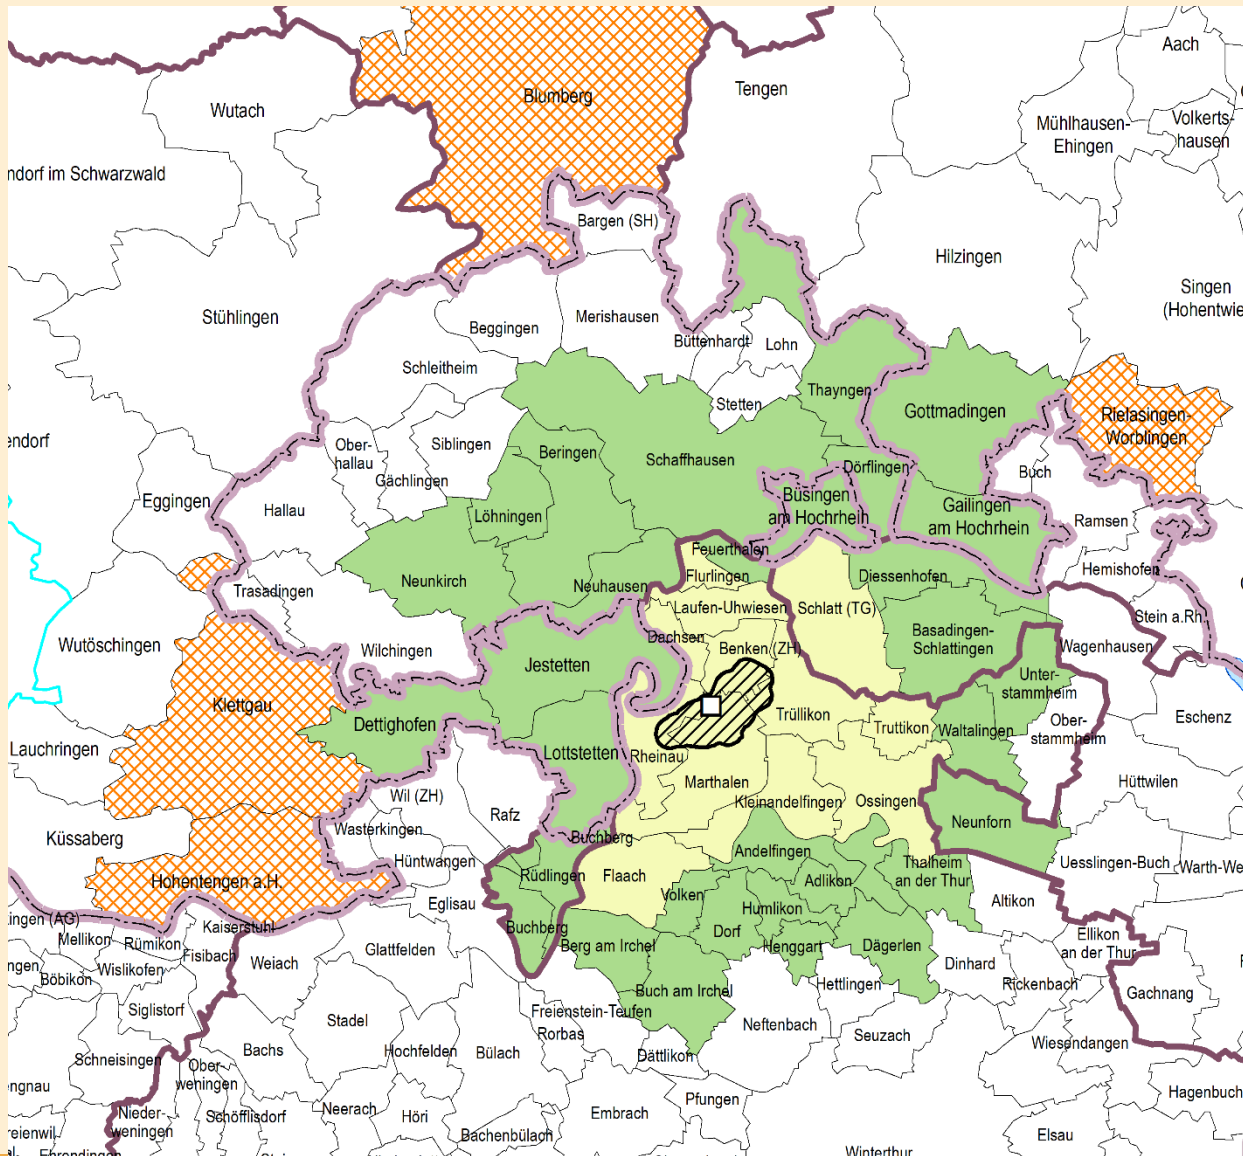 Aach
Wutach
Blumberg
Tengen
Mühlhausen-
Ehingen
Volkerts-
hausen
ndorf im Schwarzwald
Bargen (SH)
Hilzingen
Singen
(Hohentwie
Stühlingen
Merishausen
Beggingen
Büttenhardt
Lohn
Schleitheim
Thayngen
Stetten
Gottmadingen
Rielasingen-
Worblingen
endorf
Ober-
hallau
Siblingen
Beringen
Schaffhausen
Dörflingen
Buch
Gächlingen
Eggingen
Hallau
Löhningen
Büsingen
am Hochrhein
Gailingen
am Hochrhein
Ramsen
Feuerthalen
Flurlingen
Hemishofen
Neunkirch
Neuhausen
Diessenhofen
Trasadingen
Laufen-Uhwiesen
Schlatt (TG)
Stein a.Rh.
Wutöschingen
Wilchingen
Dachsen
Benken (ZH)
Basadingen-
Schlattingen
Wagenhausen
Jestetten
Unter-
stammheim
Klettgau
Dettighofen
Trüllikon
Truttikon
Waltalingen
Ober-
stammheim
Eschenz
Lauchringen
Lottstetten
Rheinau
Marthalen
Hüttwilen
Wil (ZH)
Kleinandelfingen
Ossingen
Rafz
Wasterkingen
Neunforn
Küssaberg
Buchberg
Andelfingen
Hüntwangen
Thalheim
an der Thur
Uesslingen-Buch
Warth-We
Hohentengen a.H.
Rüdlingen
Flaach
Adlikon
Volken
Altikon
Eglisau
Humlikon
ingen (AG)
Kaiserstuhl
Buchberg
Dorf
Mellikon
Rümikon
Glattfelden
Berg am Irchel
Henggart
Dägerlen
Ellikon
an der Thur
Fisibach
Weiach
ngen
Wislikofen
Böbikon
Dinhard
Hettlingen
Rickenbach
Buch am Irchel
Gachnang
Siglistorf
Stadel
Freienstein-Teufen
Rorbas
Neftenbach
Seuzach
Wiesendangen
Schneisingen
Bachs
Hochfelden
Bülach
Dättlikon
Ober-
weningen
engnau
Hagenbuch
Pfungen
Nieder-
weningen
Schöfflisdorf
Neerach
Höri
Embrach
reienwil
Bachenbülach
Elsau
Ehrendingen
Winterthur